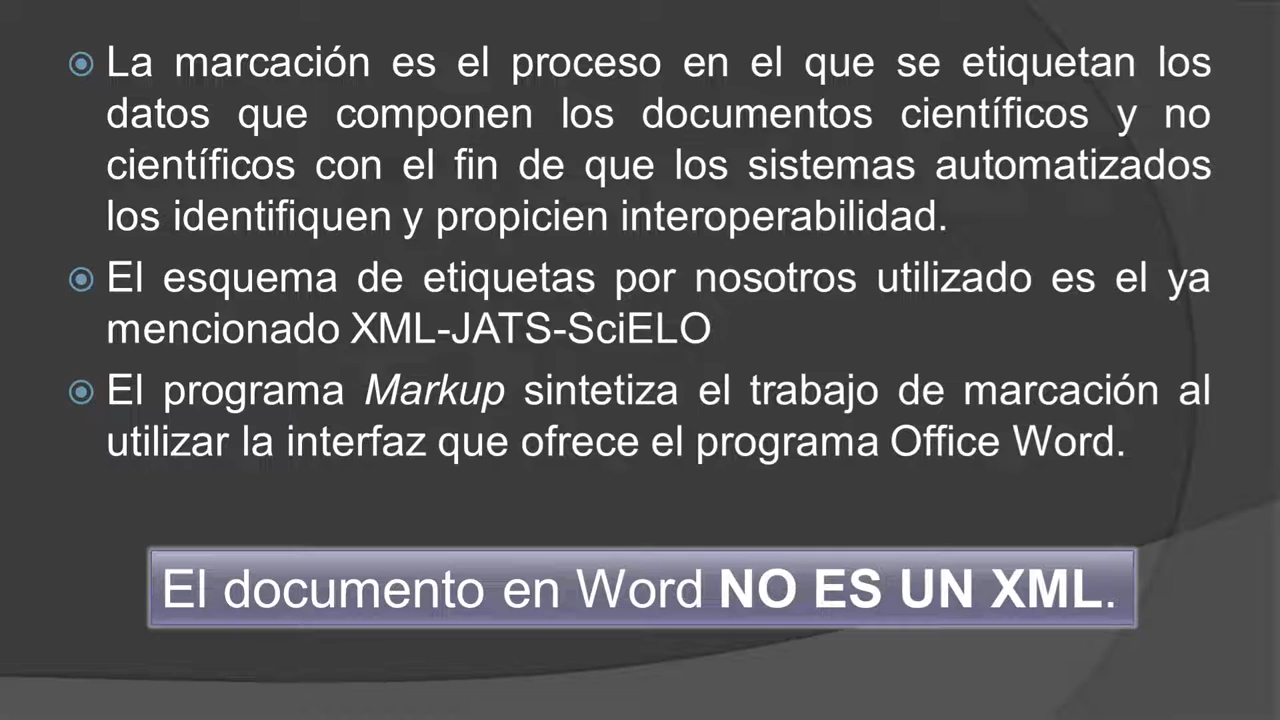 La marcación es el proceso en el que se etiquetan los
datos que componen los documentos científicos y no
científicos con el fin de que los sistemas automatizados
los identifiquen y propicien interoperabilidad.
El esquema de etiquetas por nosotros utilizado es el ya
mencionado XML-JATS-SciELO
El programa Markup sintetiza el trabajo de marcación al
utilizar la interfaz que ofrece el programa Office Word.
El documento en Word NO ES UN XML.